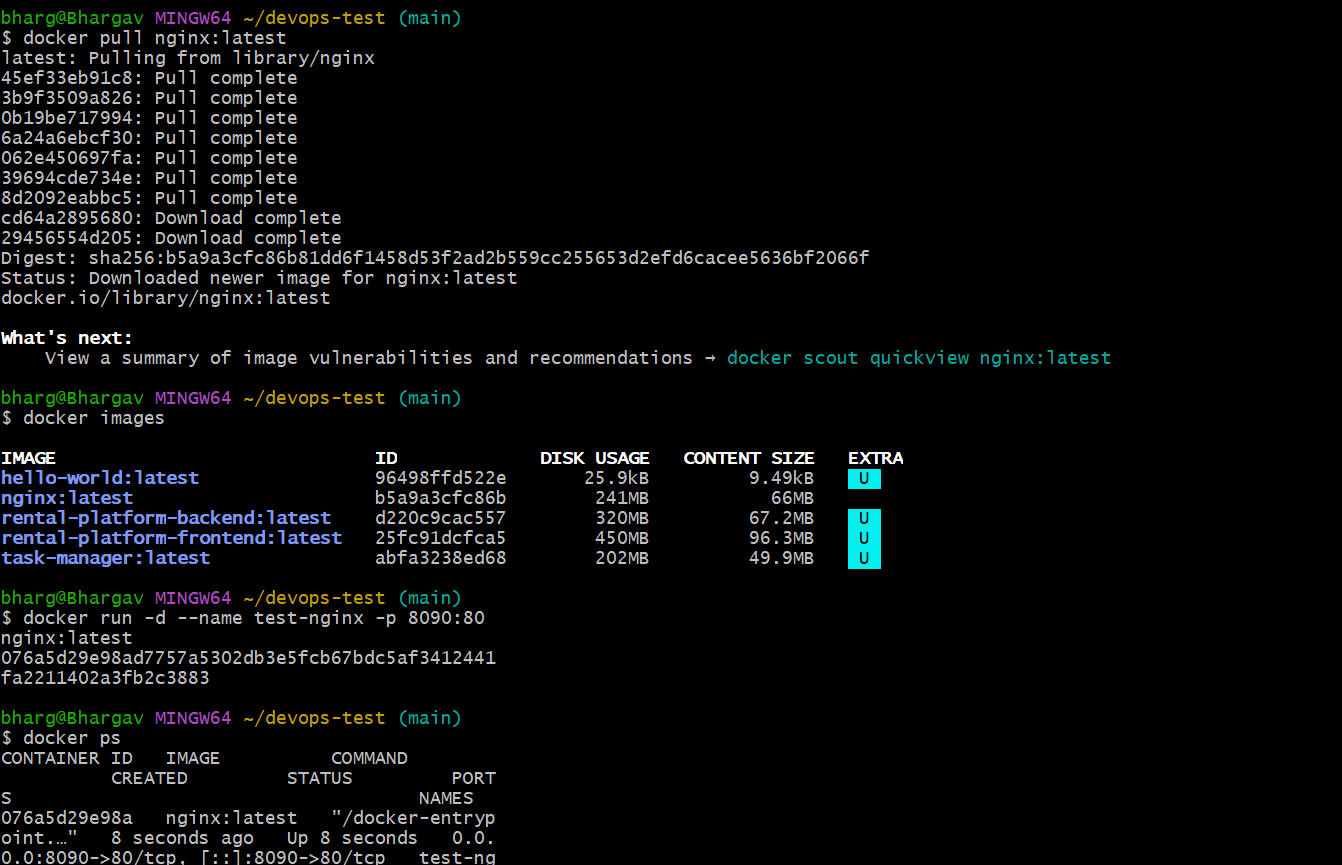 bharg@Bhargav MINGW64 ~/devops-test (main)
$ docker pull nginx:latest
latest: Pulling from library/nginx
45ef33eb91c8: Pull complete
3b9f3509a826: Pull complete
0b19be717994: Pull complete
6a24a6ebcf30: Pull complete
062e450697fa: Pull complete
39694cde734e: Pull complete
8d2092eabbc5: Pull complete
cd64a2895680: Download complete
29456554d205: Download complete
Digest: sha256:b5a9a3cfc86b81dd6f1458d53f2ad2b559cc255653d2efd6cacee5636bf2066f
Status: Downloaded newer image for nginx:latest
docker.io/library/nginx:latest
What's next:
View a summary of image vulnerabilities and recommendations → docker scout quickview nginx:latest
bharg@Bhargav MINGW64 ~/devops-test (main)
$ docker images
IMAGE ID DISK USAGE CONTENT SIZE EXTRA
hello-world:latest 96498ffd522e 25.9kB 9.49kB U
nginx:latest b5a9a3cfc86b 241MB 66MB
rental-platform-backend:latest d220c9cac557 320MB 67.2MB U
rental-platform-frontend:latest 25fc91dcfca5 450MB 96.3MB U
task-manager:latest abfa3238ed68 202MB 49.9MB U
bharg@Bhargav MINGW64 ~/devops-test (main)
$ docker run -d --name test-nginx -p 8090:80
nginx:latest
076a5d29e98ad7757a5302db3e5fcb67bdc5af3412441
fa2211402a3fb2c3883
bharg@Bhargav MINGW64 ~/devops-test (main)
$ docker ps
CONTAINER ID IMAGE COMMAND
CREATED STATUS PORT
S NAMES
076a5d29e98a nginx:latest "/docker-entryp
oint.…" 8 seconds ago Up 8 seconds 0.0.
0.0:8090->80/tcp, [::]:8090->80/tcp test-ng